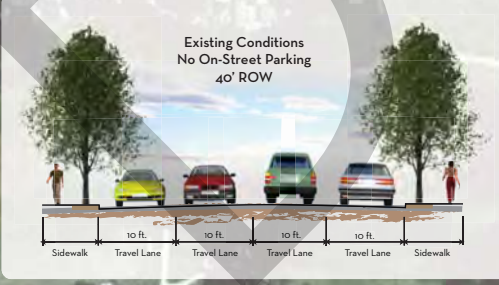 Existing Conditions
No On-Street Parking
40' ROW
10 ft. 10 ft. 10 ft. 10 ft.
Sidewalk Travel Lane Travel Lane Travel Lane Travel Lane Sidewalk